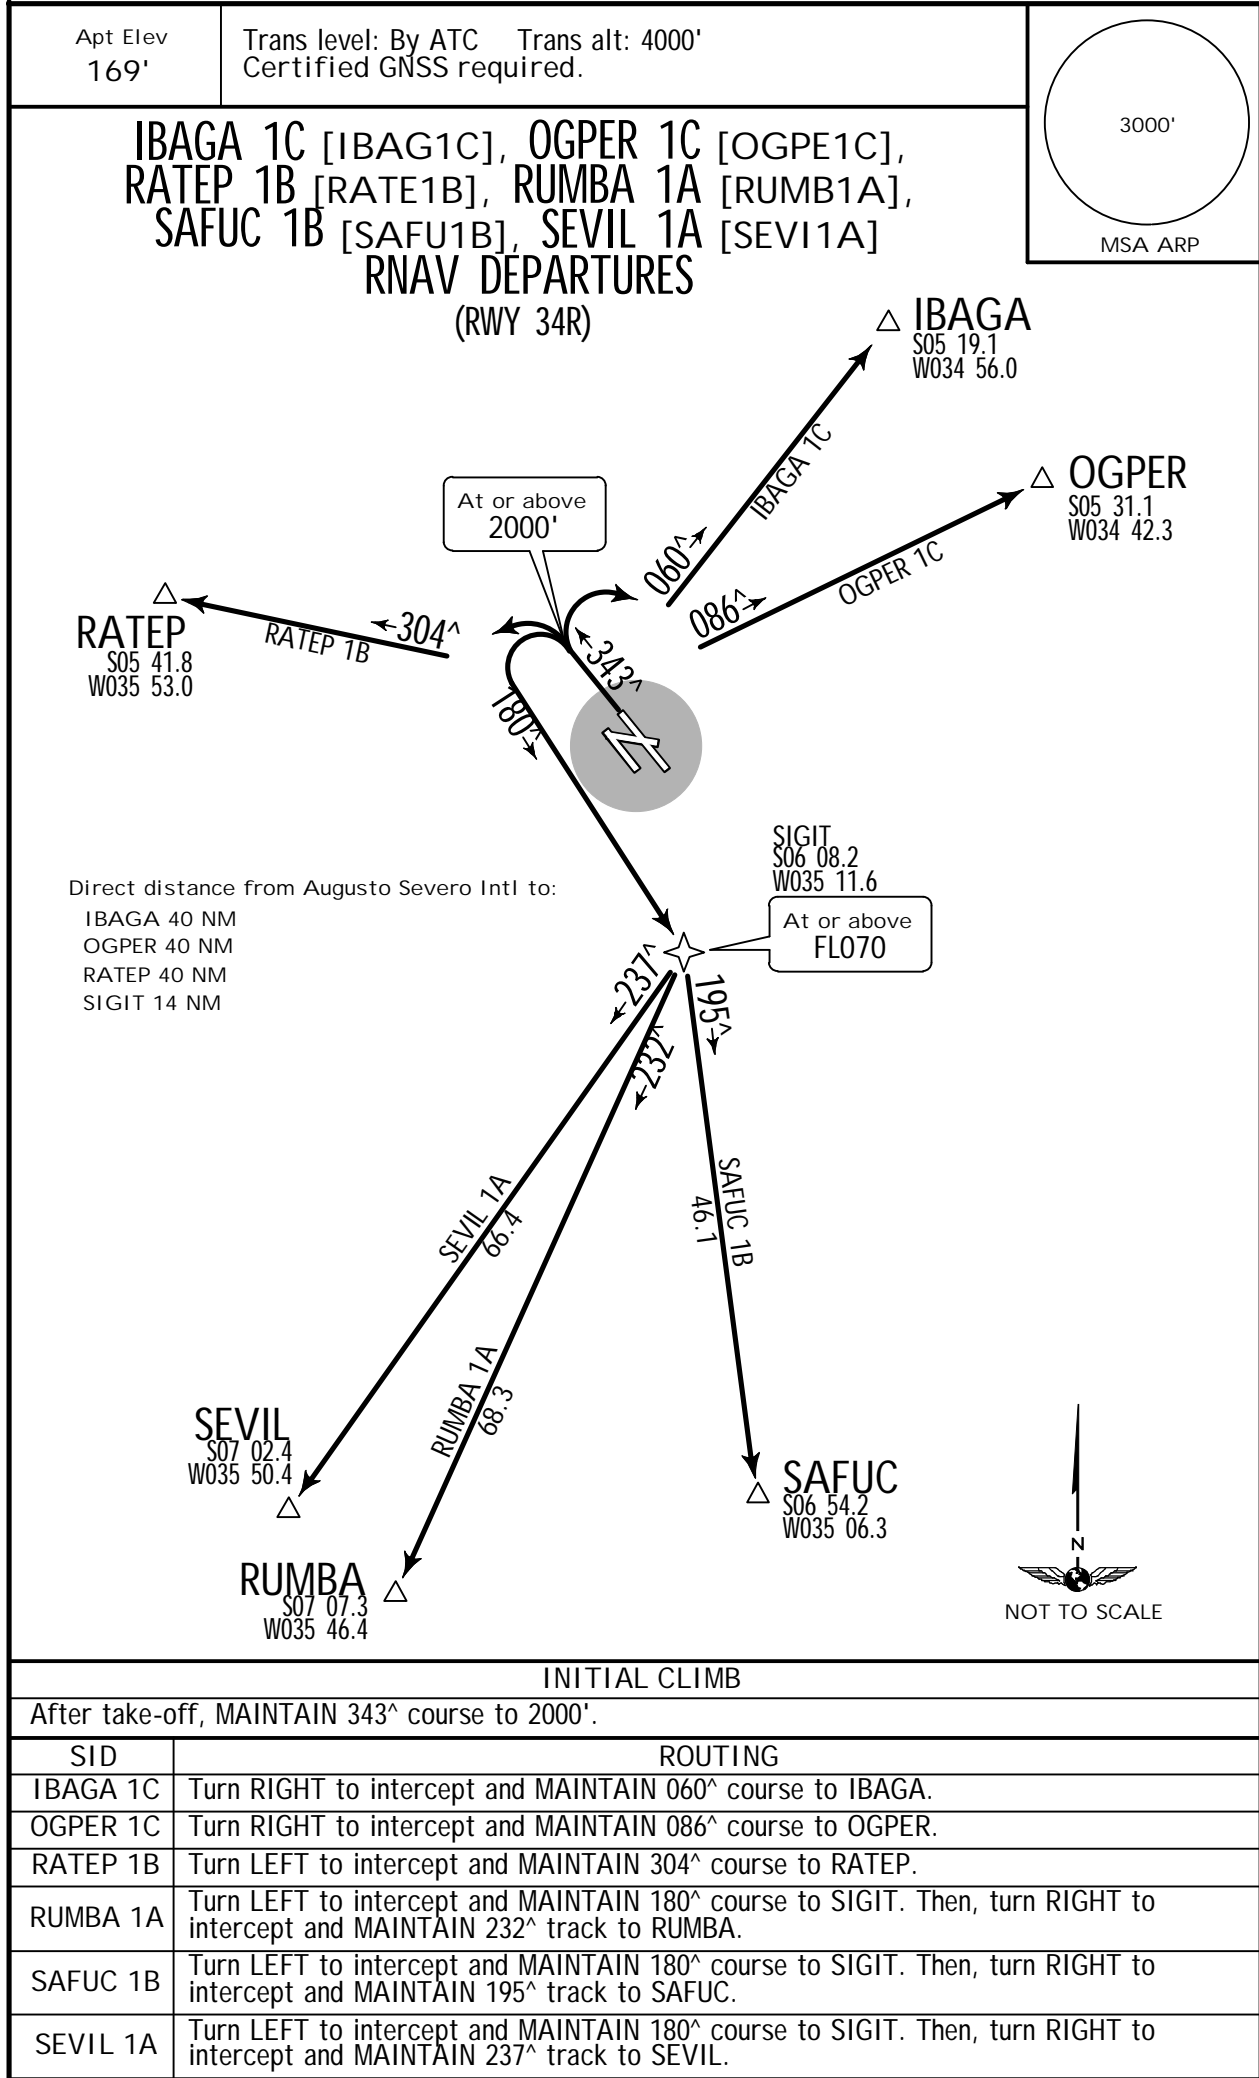 Apt Elev
169'
Trans level: By ATC Trans alt: 4000'
Certified GNSS required.
3000'
MSA ARP
IBAGA 1C [IBAG1C], OGPER 1C [OGPE1C],
RATEP 1B [RATE1B], RUMBA 1A [RUMB1A],
SAFUC 1B [SAFU1B], SEVIL 1A [SEVI1A]
RNAV DEPARTURES
(RWY 34R)
IBAGA
S05 19.1
W034 56.0
IBAGA 1C
060^
OGPER
S05 31.1
W034 42.3
OGPER 1C
086^
At or above
2000'
343^
RATEP
S05 41.8
W035 53.0
RATEP 1B
304^
180^
SIGIT
S06 08.2
W035 11.6
At or above
FL070
Direct distance from Augusto Severo Intl to:
IBAGA 40 NM
OGPER 40 NM
RATEP 40 NM
SIGIT 14 NM
237^
232^
195^
SEVIL 1A
66.4
RUMBA 1A
68.3
SAFUC 1B
46.1
SEVIL
S07 02.4
W035 50.4
RUMBA
S07 07.3
W035 46.4
SAFUC
S06 54.2
W035 06.3
N
NOT TO SCALE
INITIAL CLIMB
After take-off, MAINTAIN 343^ course to 2000'.
SID ROUTING
IBAGA 1C Turn RIGHT to intercept and MAINTAIN 060^ course to IBAGA.
OGPER 1C Turn RIGHT to intercept and MAINTAIN 086^ course to OGPER.
RATEP 1B Turn LEFT to intercept and MAINTAIN 304^ course to RATEP.
RUMBA 1A Turn LEFT to intercept and MAINTAIN 180^ course to SIGIT. Then, turn RIGHT to
intercept and MAINTAIN 232^ track to RUMBA.
SAFUC 1B Turn LEFT to intercept and MAINTAIN 180^ course to SIGIT. Then, turn RIGHT to
intercept and MAINTAIN 195^ track to SAFUC.
SEVIL 1A Turn LEFT to intercept and MAINTAIN 180^ course to SIGIT. Then, turn RIGHT to
intercept and MAINTAIN 237^ track to SEVIL.